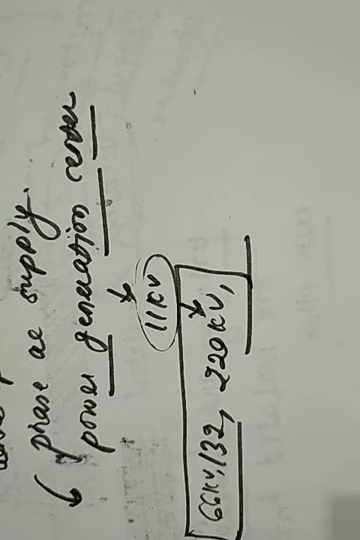 phase ac supply.
power generation center
11KV
66KV, 132, 220KV,